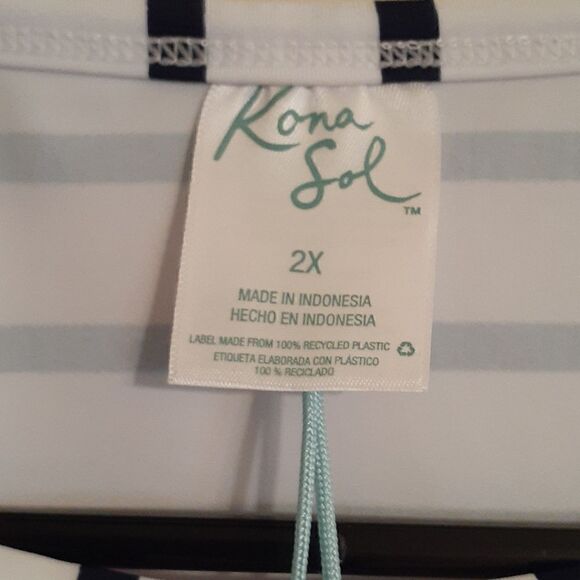 Kona
Sol
™
2X
MADE IN INDONESIA
HECHO EN INDONESIA
LABEL MADE FROM 100% RECYCLED PLASTIC
ETIQUETA ELABORADA CON PLÁSTICO
100 % RECICLADO